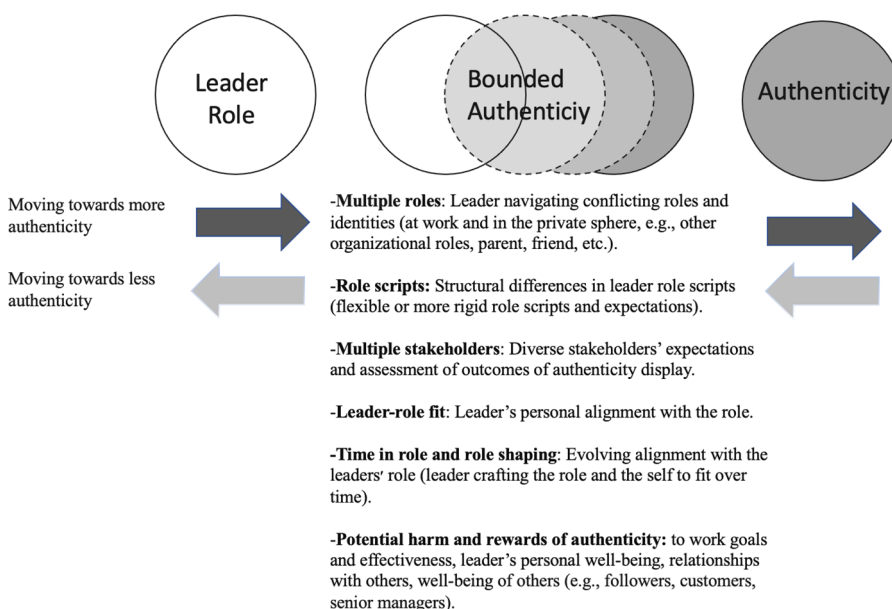 Leader
Role
Bounded
Authenticiy
Authenticity
Moving towards more
authenticity
Moving towards less
authenticity
-Multiple roles: Leader navigating conflicting roles and
identities (at work and in the private sphere, e.g., other
organizational roles, parent, friend, etc.).
-Role scripts: Structural differences in leader role scripts
(flexible or more rigid role scripts and expectations).
-Multiple stakeholders: Diverse stakeholders’ expectations
and assessment of outcomes of authenticity display.
-Leader-role fit: Leader’s personal alignment with the role.
-Time in role and role shaping: Evolving alignment with the
leaders' role (leader crafting the role and the self to fit over
time).
-Potential harm and rewards of authenticity: to work goals
and effectiveness, leader’s personal well-being, relationships
with others, well-being of others (e.g., followers, customers,
senior managers).